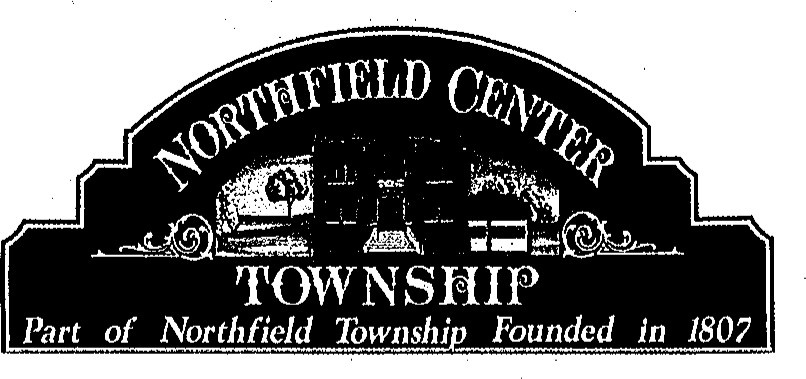 NORTHFIELD CENTER
TOWNSHIP
Part of Northfield Township Founded in 1807